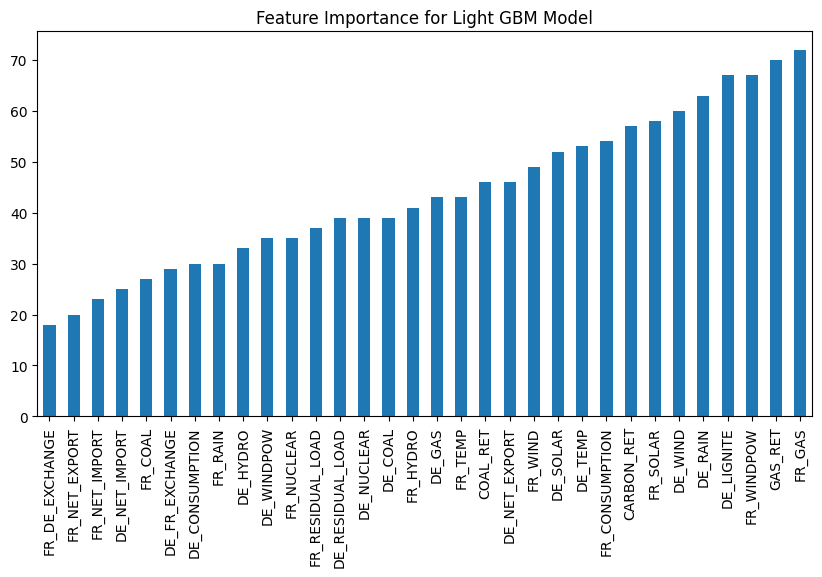 Feature Importance for Light GBM Model
70
60
50
40
30
20
10
0
FR_DE_EXCHANGE
FR_NET_EXPORT
FR_NET_IMPORT
DE_NET_IMPORT
FR_COAL
DE_FR_EXCHANGE
DE_CONSUMPTION
FR_RAIN
DE_HYDRO
DE_WINDPOW
FR_NUCLEAR
FR_RESIDUAL_LOAD
DE_RESIDUAL_LOAD
DE_NUCLEAR
DE_COAL
FR_HYDRO
DE_GAS
FR_TEMP
COAL_RET
DE_NET_EXPORT
FR_WIND
DE_SOLAR
DE_TEMP
FR_CONSUMPTION
CARBON_RET
FR_SOLAR
DE_WIND
DE_RAIN
DE_LIGNITE
FR_WINDPOW
GAS_RET
FR_GAS